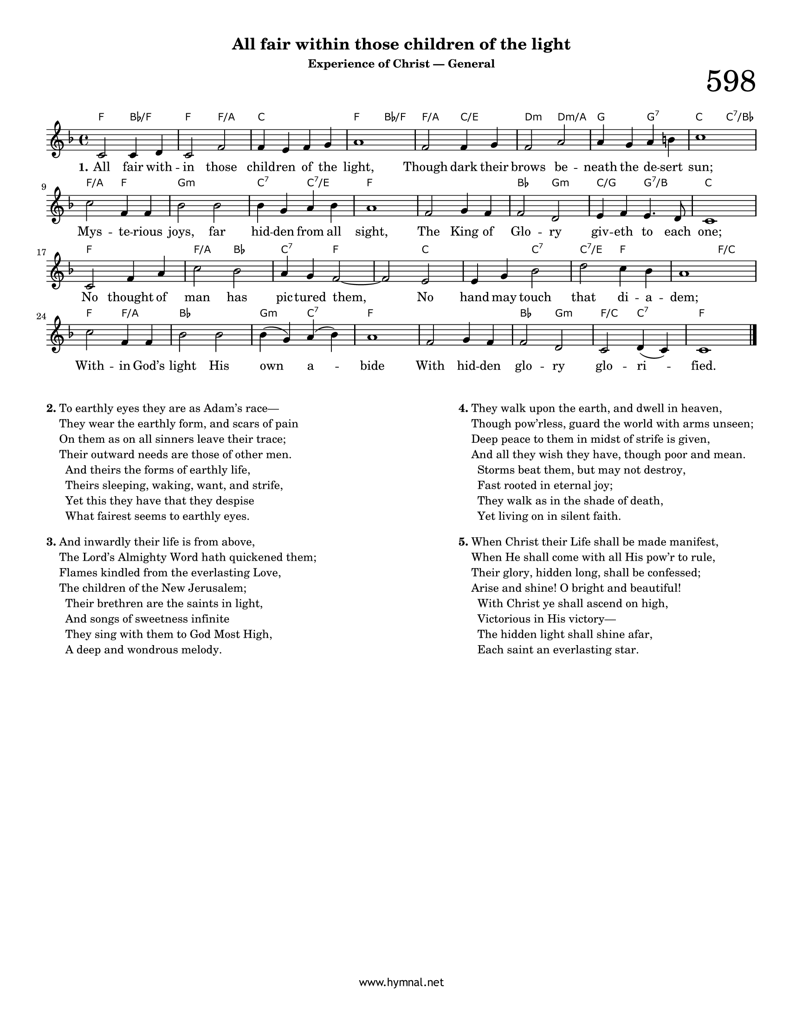 All fair within those children of the light
Experience of Christ — General
598
F B♭/F F F/A C F B♭/F F/A C/E Dm Dm/A G G7 C C7/B♭
1. All fair with - in those children of the light, Though dark their brows be - neath the de-sert sun;
9
F/A F Gm C7 C7/E F B♭ Gm C/G G7/B C
Mys - te-rious joys, far hid-den from all sight, The King of Glo - ry giv-eth to each one;
17
F F/A B♭ C7 F C C7 C7/E F F/C
No thought of man has pictured them, No hand may touch that di - a - dem;
24
F F/A B♭ Gm C7 F B♭ Gm F/C C7 F
With - in God's light His own a - bide With hid-den glo - ry glo - ri - fied.
2. To earthly eyes they are as Adam's race—
They wear the earthly form, and scars of pain
On them as on all sinners leave their trace;
Their outward needs are those of other men.
And theirs the forms of earthly life,
Theirs sleeping, waking, want, and strife,
Yet this they have that they despise
What fairest seems to earthly eyes.
3. And inwardly their life is from above,
The Lord's Almighty Word hath quickened them;
Flames kindled from the everlasting Love,
The children of the New Jerusalem;
Their brethren are the saints in light,
And songs of sweetness infinite
They sing with them to God Most High,
A deep and wondrous melody.
4. They walk upon the earth, and dwell in heaven,
Though pow'rless, guard the world with arms unseen;
Deep peace to them in midst of strife is given,
And all they wish they have, though poor and mean.
Storms beat them, but may not destroy,
Fast rooted in eternal joy;
They walk as in the shade of death,
Yet living on in silent faith.
5. When Christ their Life shall be made manifest,
When He shall come with all His pow'r to rule,
Their glory, hidden long, shall be confessed;
Arise and shine! O bright and beautiful!
With Christ ye shall ascend on high,
Victorious in His victory—
The hidden light shall shine afar,
Each saint an everlasting star.
www.hymnal.net